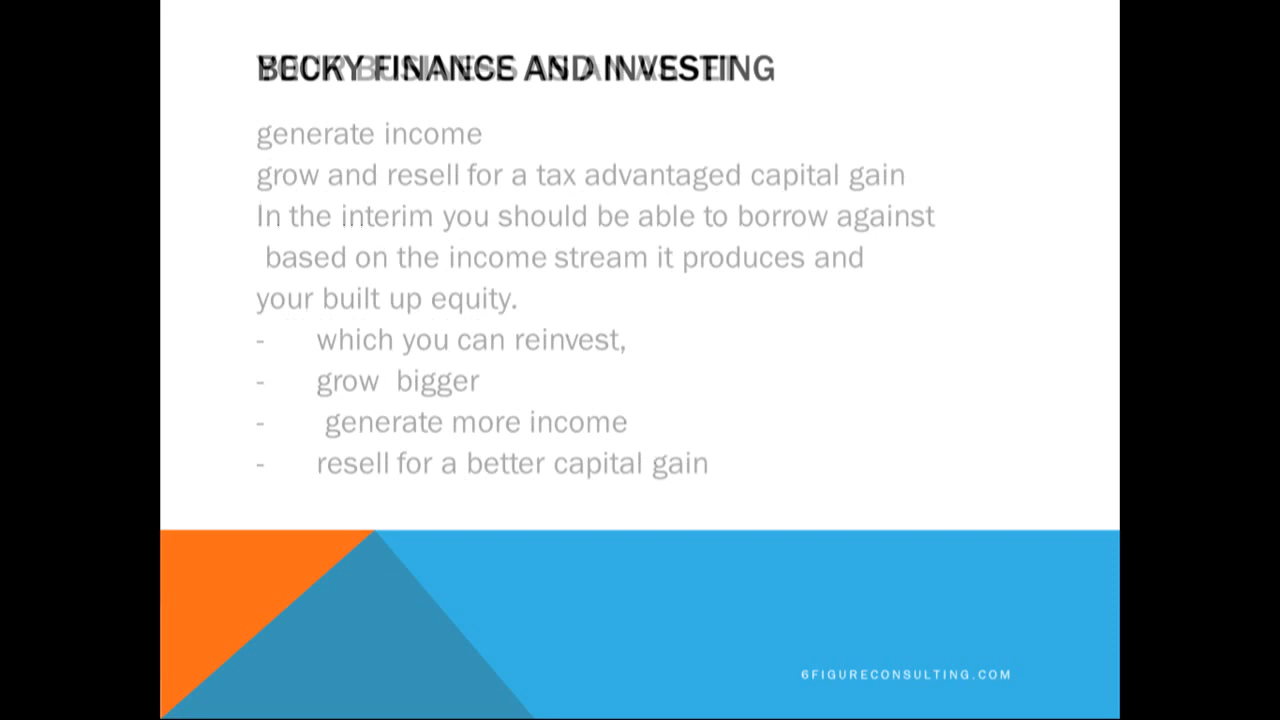 BECKY FINANCE AND INVESTING
generate income
grow and resell for a tax advantaged capital gain
In the interim you should be able to borrow against
based on the income stream it produces and
your built up equity.
- which you can reinvest,
- grow bigger
- generate more income
- resell for a better capital gain
6FIGURECONSULTING.COM